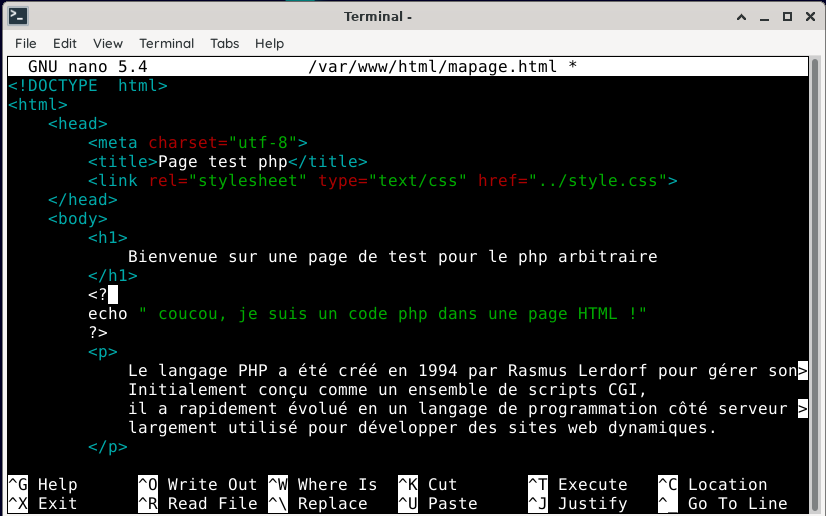 Terminal -
File Edit View Terminal Tabs Help
GNU nano 5.4 /var/www/html/mapage.html *
<!DOCTYPE  html>
<html>
    <head>
        <meta charset="utf-8">
        <title>Page test php</title>
        <link rel="stylesheet" type="text/css" href="../style.css">
    </head>
    <body>
        <h1>
            Bienvenue sur une page de test pour le php arbitraire
        </h1>
        <?
        echo " coucou, je suis un code php dans une page HTML !"
        ?>
        <p>
            Le langage PHP a été créé en 1994 par Rasmus Lerdorf pour gérer son>
            Initialement conçu comme un ensemble de scripts CGI,
            il a rapidement évolué en un langage de programmation côté serveur >
            largement utilisé pour développer des sites web dynamiques.
        </p>
^G Help ^O Write Out ^W Where Is ^K Cut ^T Execute ^C Location
^X Exit ^R Read File ^\ Replace ^U Paste ^J Justify ^_ Go To Line